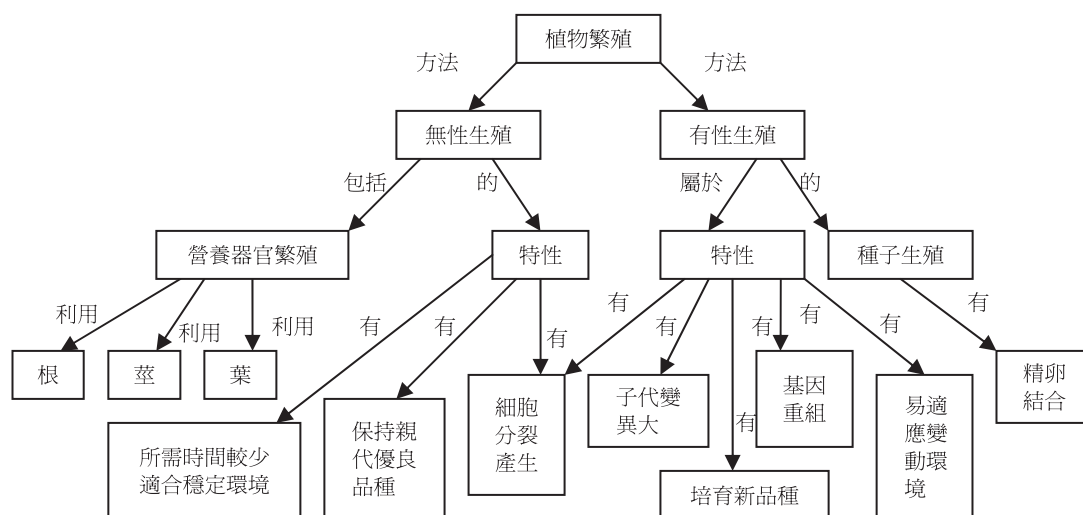 植物繁殖
方法
方法
無性生殖
有性生殖
包括
的
屬於
的
營養器官繁殖
特性
特性
種子生殖
利用
利用
利用
有
有
有
有
有
有
有
有
有
有
根
莖
葉
細胞
分裂
產生
子代變
異大
基因
重組
易適
應變
動環
境
精卵
結合
所需時間較少
適合穩定環境
保持親
代優良
品種
培育新品種